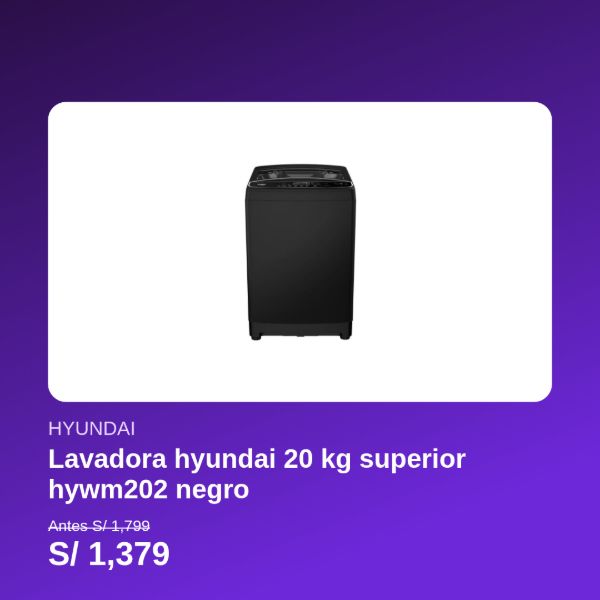 HYUNDAI
Lavadora hyundai 20 kg superior
hywm202 negro
Antes S/ 1,799
S/ 1,379